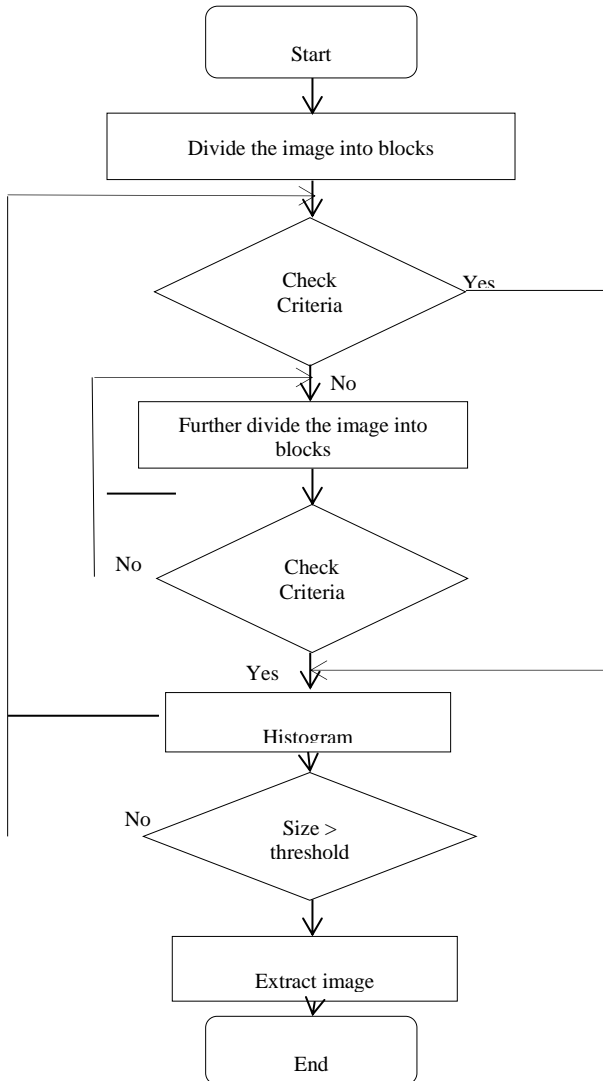 Start
Divide the image into blocks
Check
Criteria
Yes
No
Further divide the image into
blocks
No
Check
Criteria
Yes
Histogram
No
Size >
threshold
Extract image
End